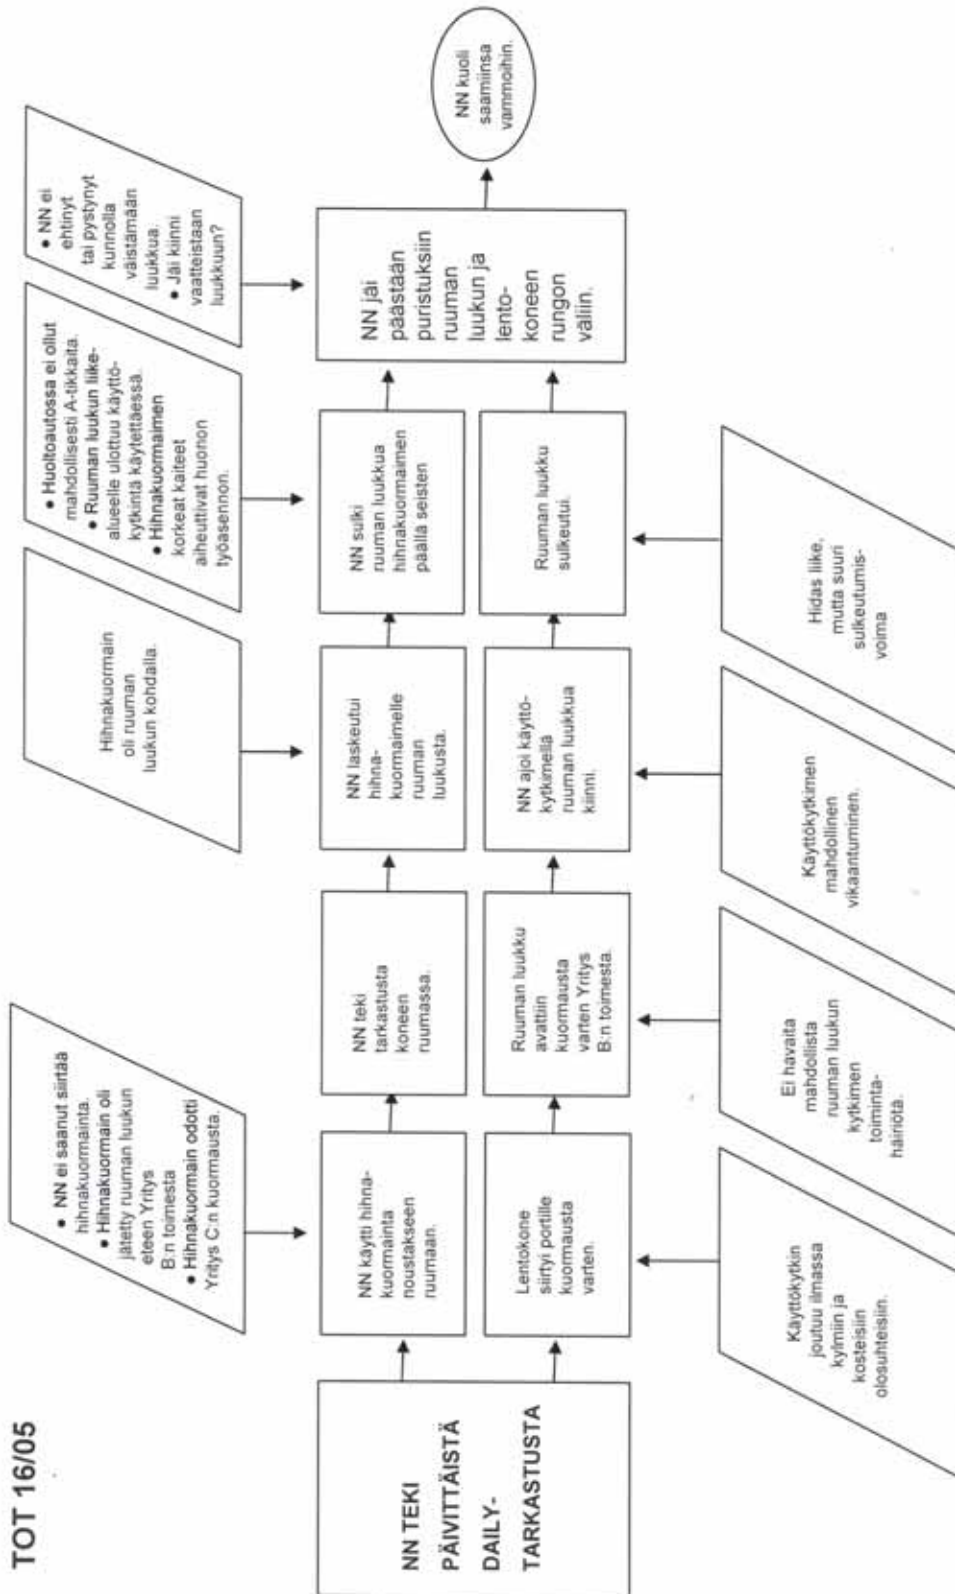 TOT 16/05
• NN ei saanut siirtää
hihnakuormainta.
• Hihnakuormain oli
jätetty ruuman luukun
eteen Yritys
B:n toimesta
• Hihnakuormain odotti
Yritys C:n kuormausta.
Hihnakuormain
oli ruuman
luukun kohdalla.
• Huoltoautossa ei ollut
mahdollisesti A-tikkaita.
• Ruuman luukun liike-
alueelle ulottuu käyttö-
kytkintä käytettäessä.
• Hihnakuormaimen
korkeat kaiteet
aiheuttivat huonon
työasennon.
• NN ei
ehtinyt
tai pystynyt
kunnolla
väistämään
luukkua.
• Jäi kiinni
vaatteistaan
luukkuun?
NN TEKI
PÄIVITTÄISTÄ
DAILY-
TARKASTUSTA
NN käytti hihna-
kuormainta
noustakseen
ruumaan.
NN teki
tarkastusta
koneen
ruumassa.
NN laskeutui
hihna-
kuormaimelle
ruuman
luukusta.
NN sulki
ruuman luukkua
hihnakuormaimen
päällä seisten
NN jäi
päästään
puristuksiin
ruuman
luukun ja
lento-
koneen
rungon
väliin.
NN kuoli
saamiinsa
vammoihin.
Lentokone
siirtyi portille
kuormausta
varten.
Ruuman luukku
avattiin
kuormausta
varten Yritys
B:n toimesta.
NN ajoi käyttö-
kytkimellä
ruuman luukkua
kiinni.
Ruuman luukku
sulkeutui.
Käyttökytkin
joutuu ilmassa
kylmiin ja
kosteisiin
olosuhteisiin.
Ei havaita
mahdollista
ruuman luukun
kytkimen
toiminta-
häiriötä.
Käyttökytkimen
mahdollinen
vikaantuminen.
Hidas liike,
mutta suuri
sulkeutumis-
voima